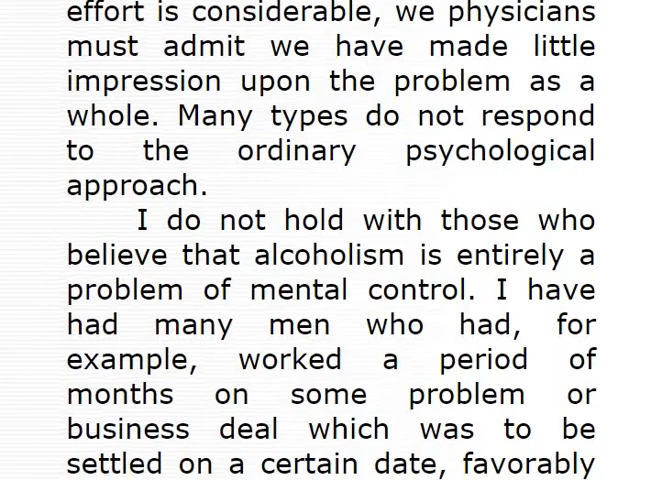 effort is considerable, we physicians
must admit we have made little
impression upon the problem as a
whole. Many types do not respond
to the ordinary psychological
approach.
I do not hold with those who
believe that alcoholism is entirely a
problem of mental control. I have
had many men who had, for
example, worked a period of
months on some problem or
business deal which was to be
settled on a certain date, favorably